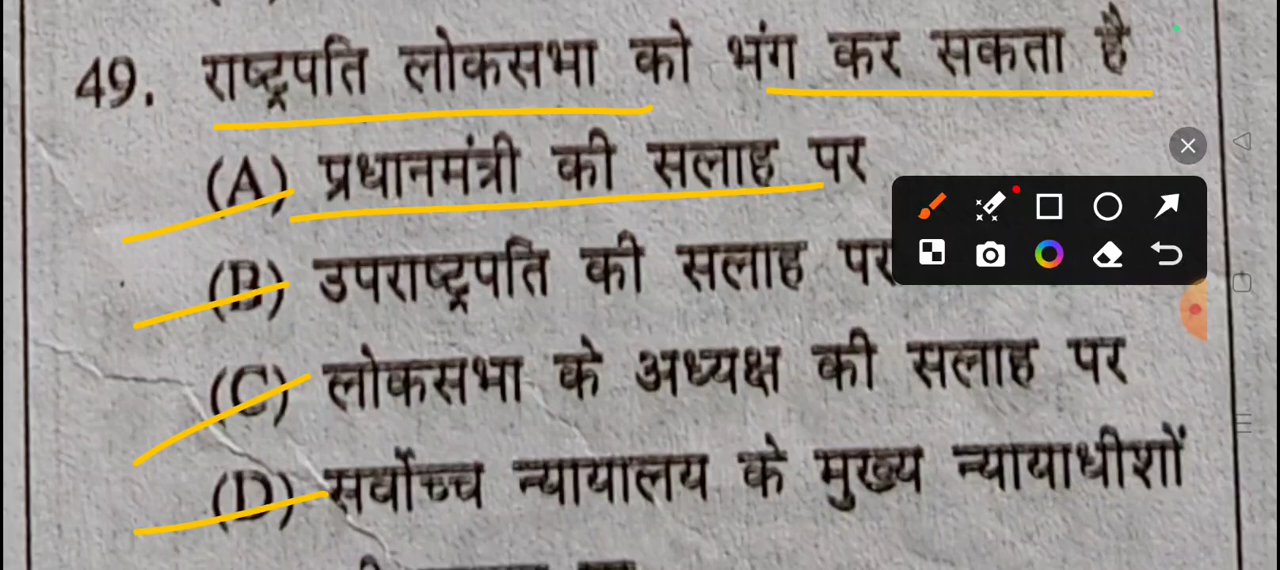 49. राष्ट्रपति लोकसभा को भंग कर सकता है
(A) प्रधानमंत्री की सलाह पर
(B) उपराष्ट्रपति की सलाह पर
(C) लोकसभा के अध्यक्ष की सलाह पर
(D) सर्वोच्च न्यायालय के मुख्य न्यायाधीशों